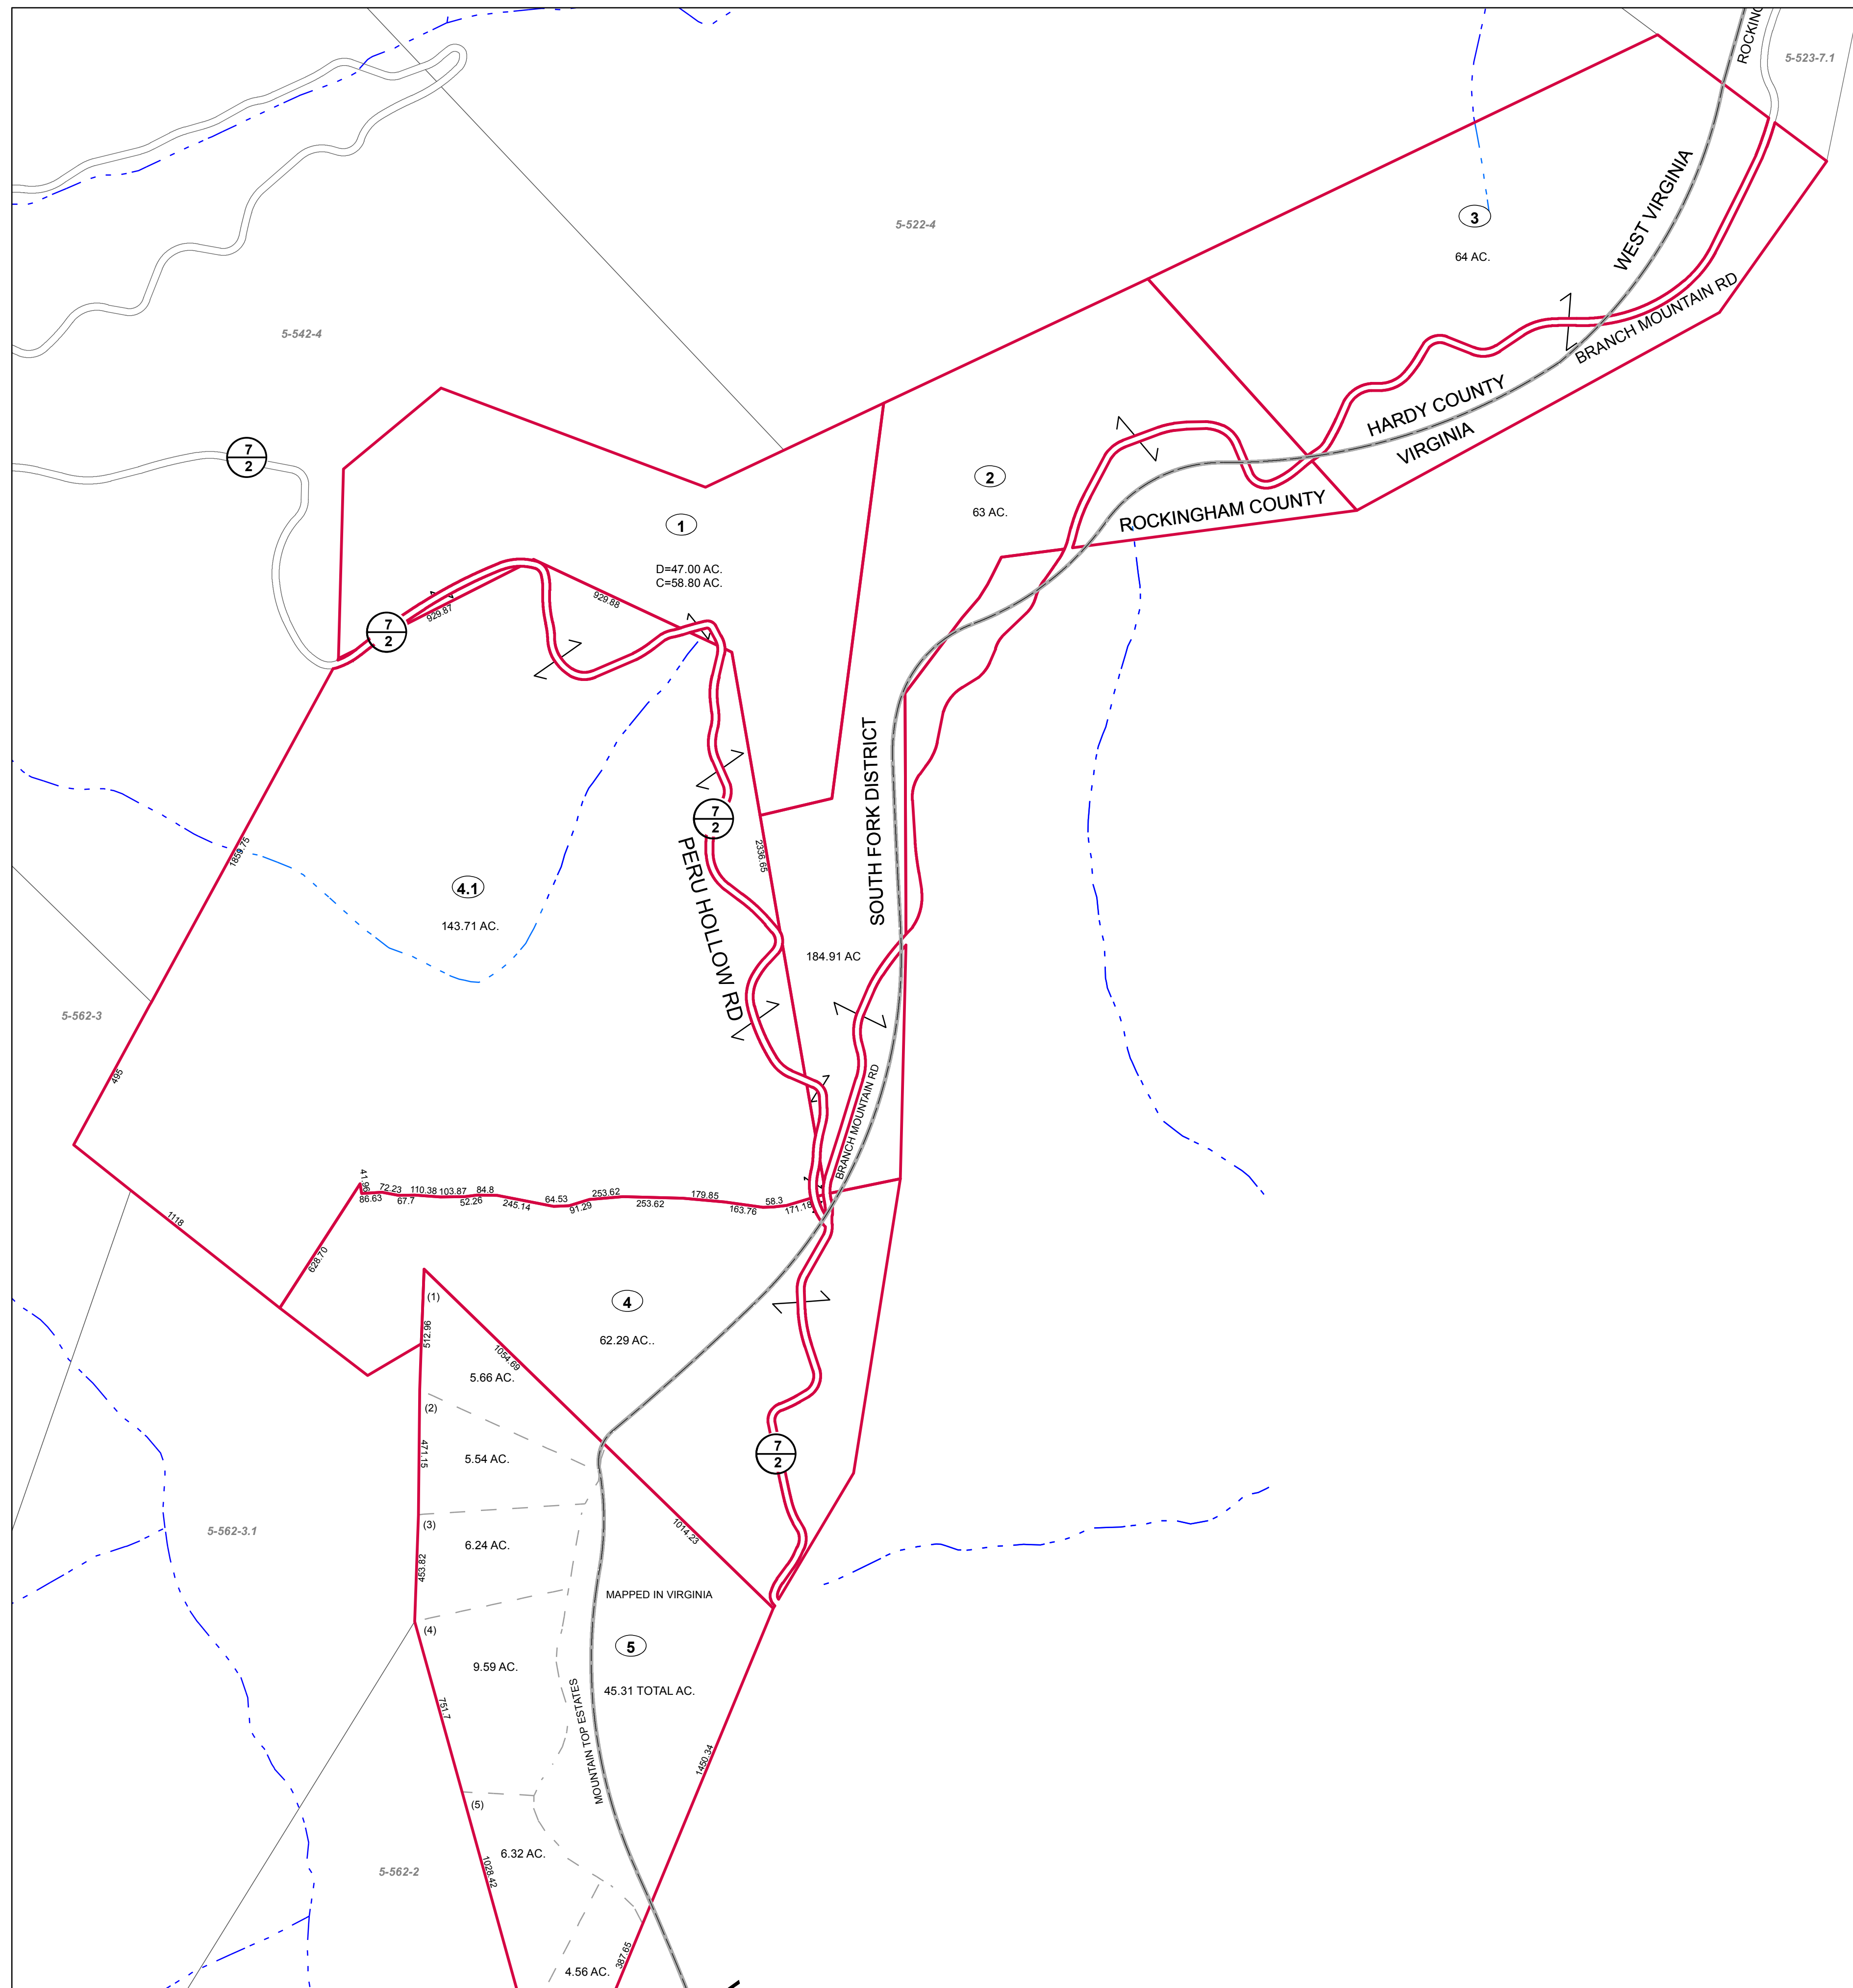 ROCKING
5-523-7.1
5-522-4
3
64 AC.
WEST VIRGINIA
BRANCH MOUNTAIN RD
5-542-4
HARDY COUNTY
VIRGINIA
7
2
2
63 AC.
ROCKINGHAM COUNTY
1
D=47.00 AC.
C=58.80 AC.
929.88
929.87
7
2
7
2
SOUTH FORK DISTRICT
2336.65
1859.75
PERU HOLLOW RD
4.1
143.71 AC.
184.91 AC
5-562-3
495
BRANCH MOUNTAIN RD
41.96
72.23
110.38
103.87
84.8
253.62
179.85
58.3
86.63
67.7
52.26
245.14
64.53
91.29
253.62
163.76
171.18
1118
628.70
4
62.29 AC..
(1)
512.96
1054.69
5.66 AC.
(2)
471.15
5.54 AC.
7
2
(3)
6.24 AC.
453.82
1014.23
5-562-3.1
MAPPED IN VIRGINIA
(4)
5
9.59 AC.
45.31 TOTAL AC.
751.7
MOUNTAIN TOP ESTATES
1450.34
(5)
6.32 AC.
1028.42
5-562-2
387.65
4.56 AC.